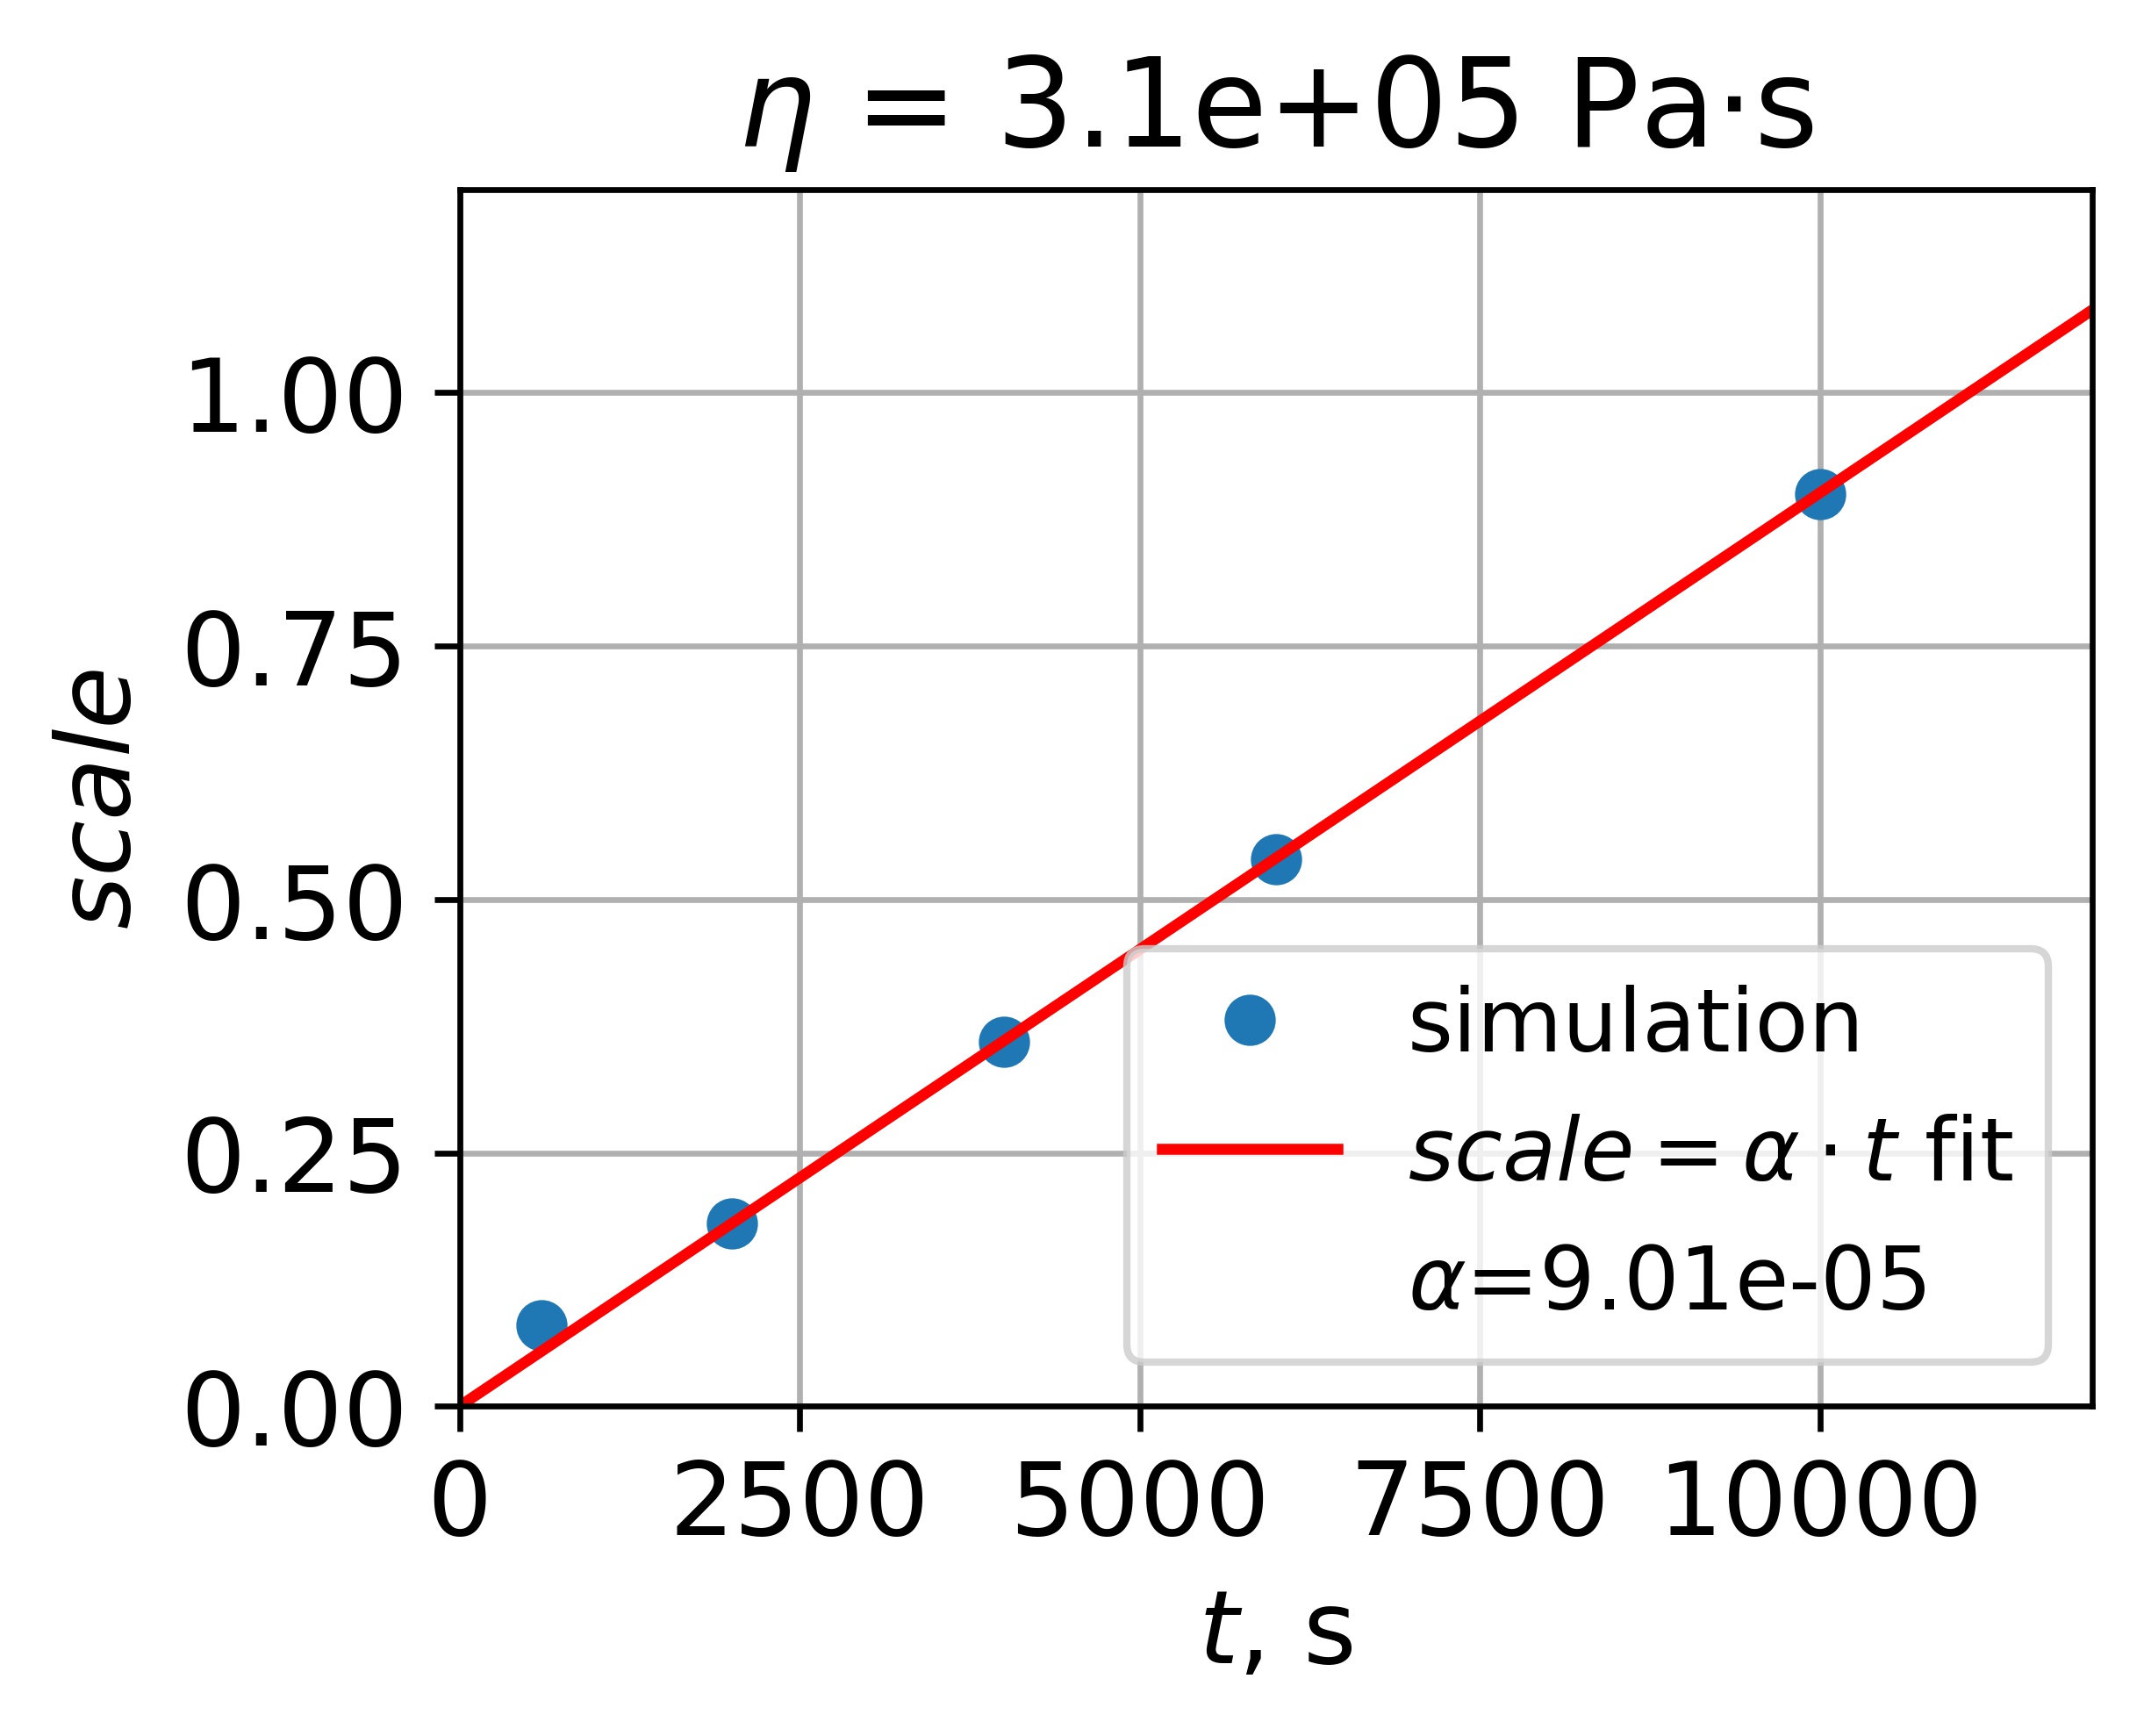 η = 3.1e+05 Pa·s
scale
1.00
0.75
0.50
0.25
0.00
0 2500 5000 7500 10000
t, s
simulation
scale = α · t fit
α=9.01e-05